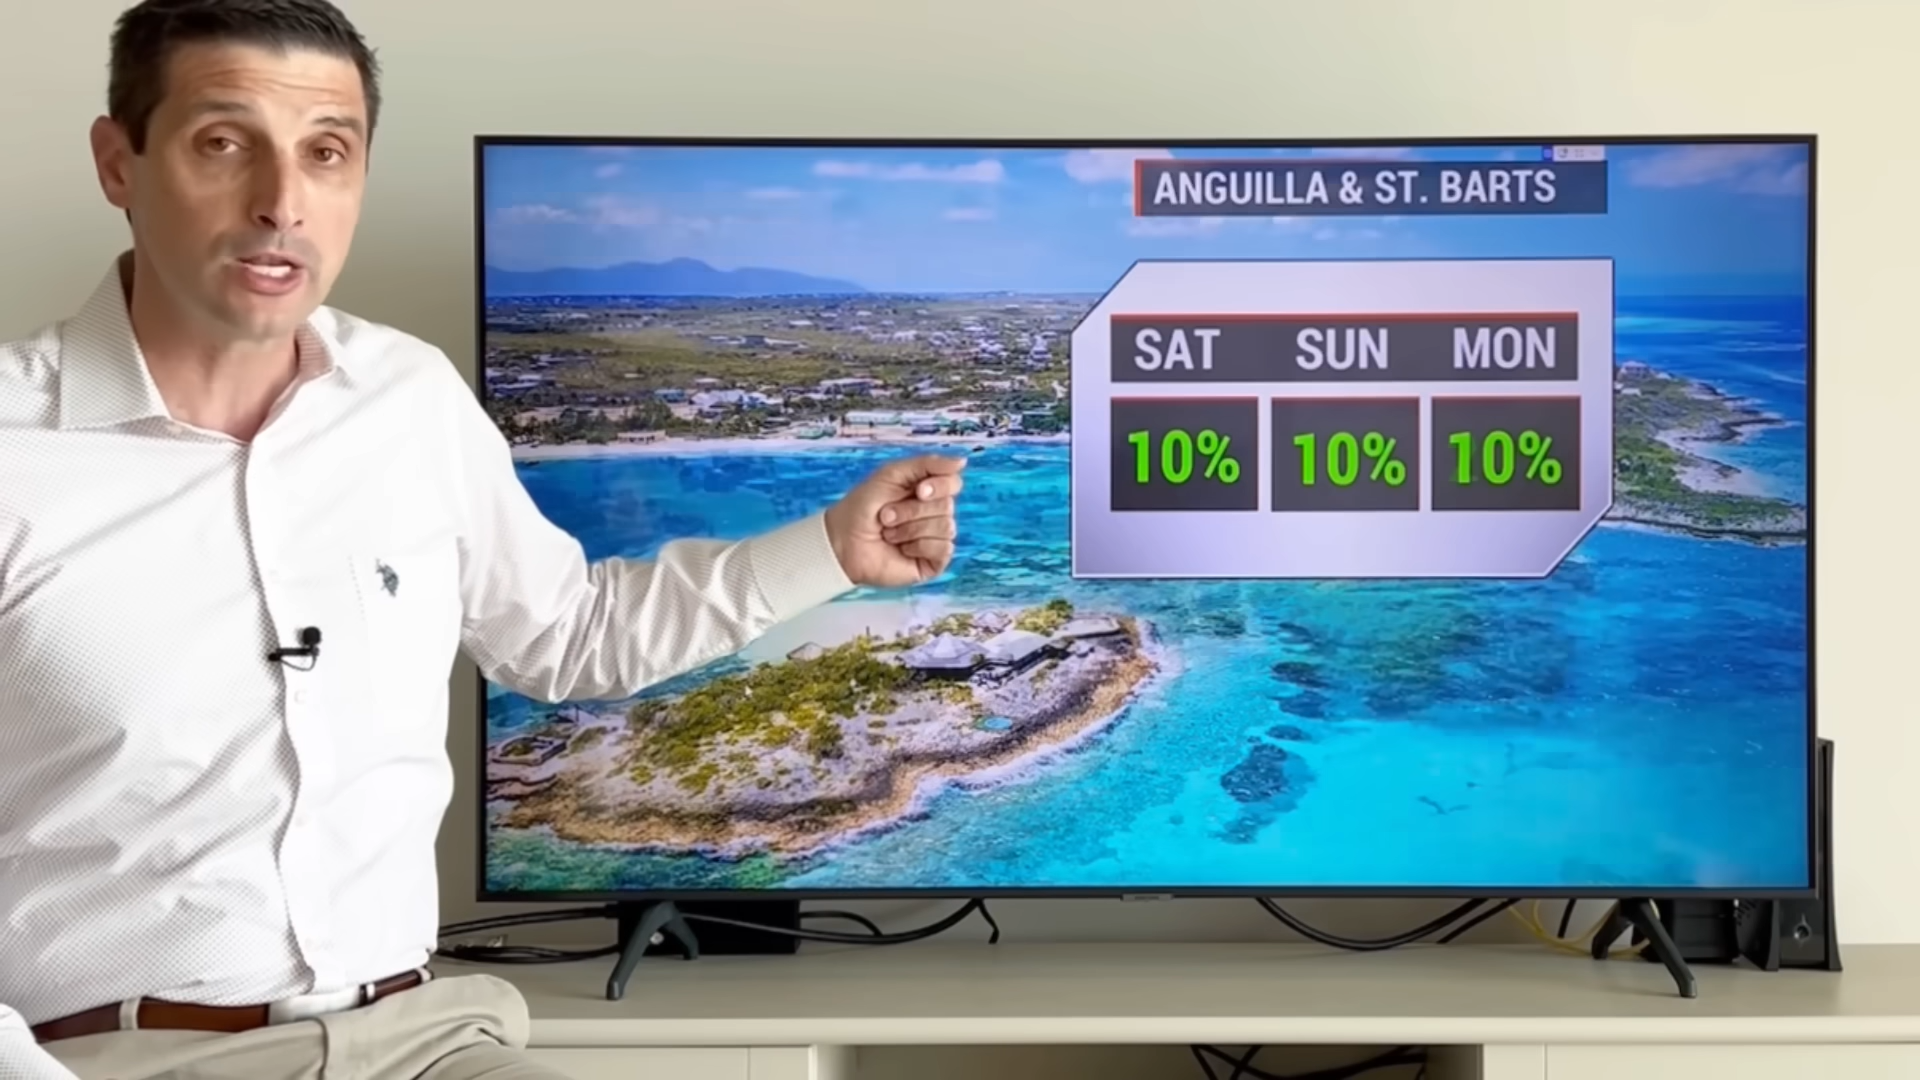 ANGUILLA & ST. BARTS
SAT SUN MON
10% 10% 10%